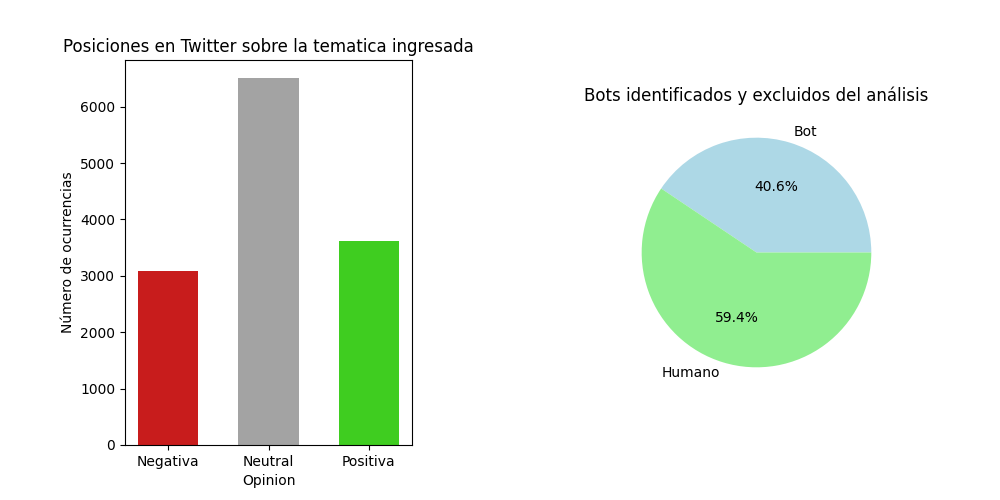 Posiciones en Twitter sobre la tematica ingresada
Número de ocurrencias
6000
5000
4000
3000
2000
1000
0
Negativa
Neutral
Positiva
Opinion
Bots identificados y excluidos del análisis
Bot
40.6%
59.4%
Humano